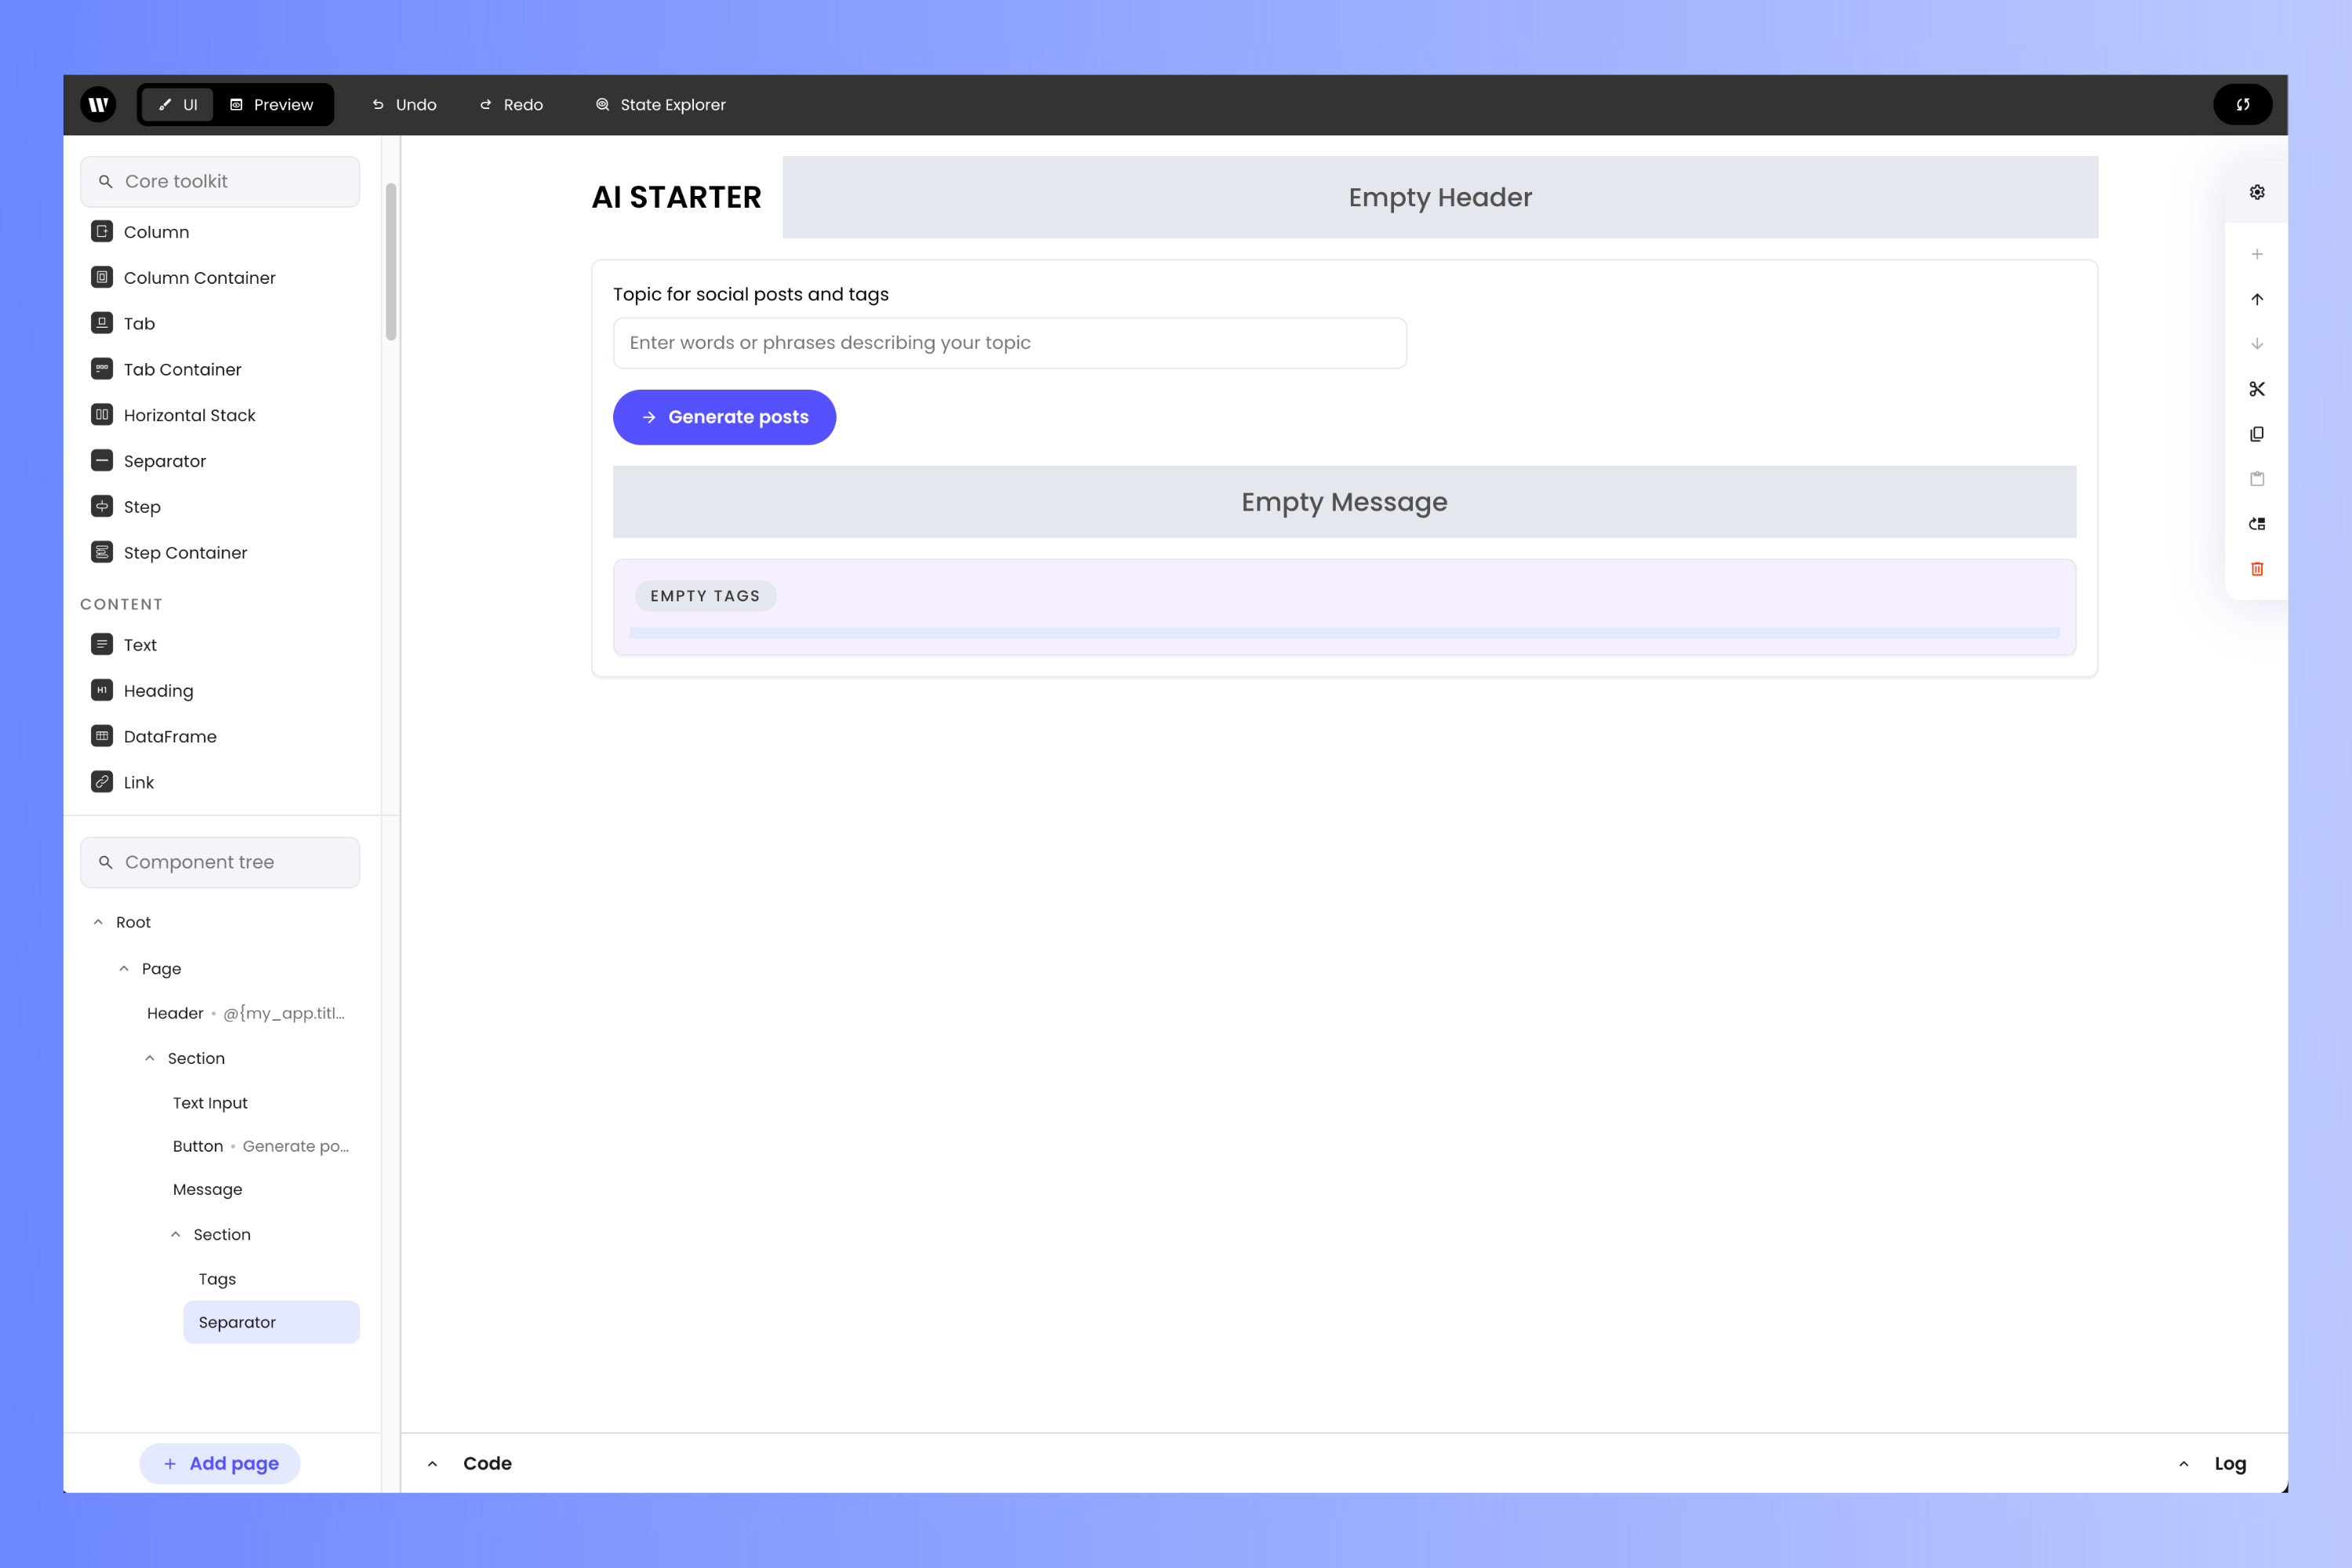 UI
Preview
Undo
Redo
State Explorer
Core toolkit
Column
Column Container
Tab
Tab Container
Horizontal Stack
Separator
Step
Step Container
CONTENT
Text
H1
Heading
DataFrame
Link
Component tree
Root
Page
Header • @{my_app.titl...
Section
Text Input
Button • Generate po...
Message
Section
Tags
Separator
+ Add page
AI STARTER
Empty Header
Topic for social posts and tags
Enter words or phrases describing your topic
Generate posts
Empty Message
EMPTY TAGS
Code
Log